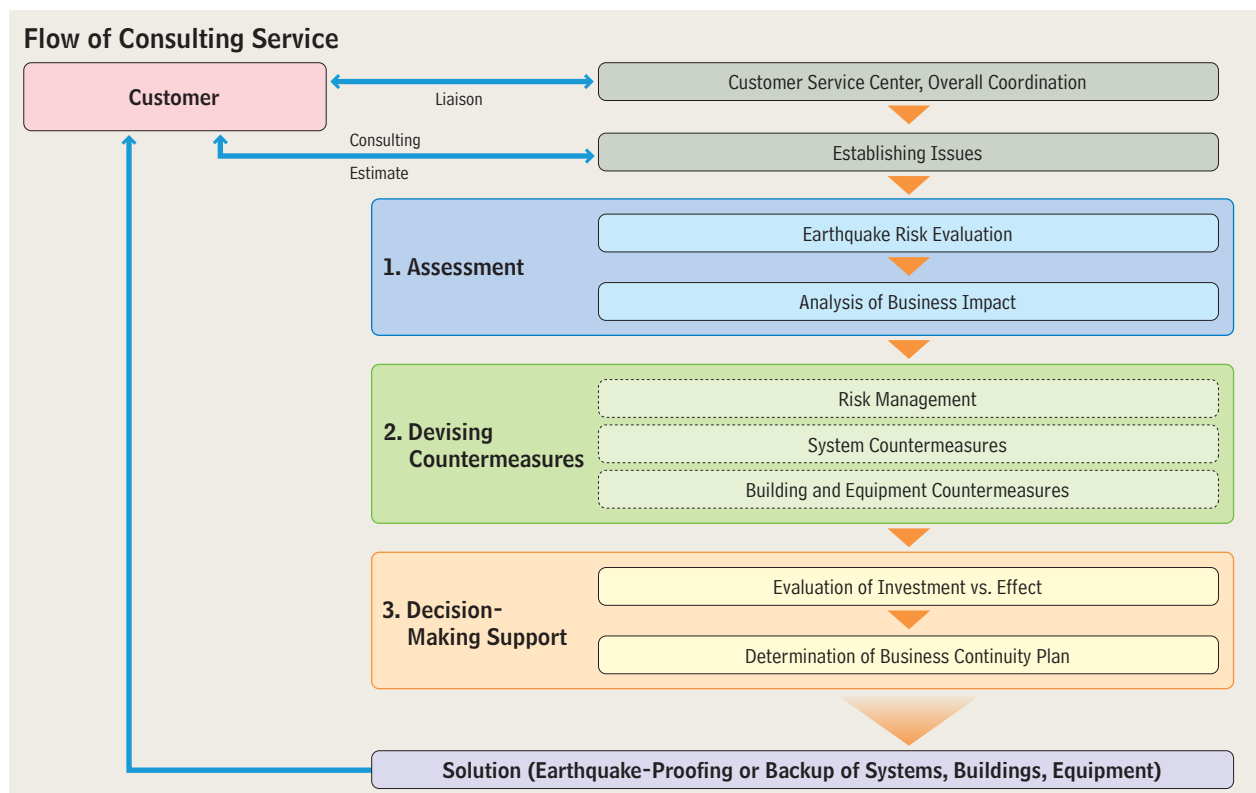 Flow of Consulting Service
Customer
Liaison
Customer Service Center, Overall Coordination
Consulting
Estimate
Establishing Issues
1. Assessment
Earthquake Risk Evaluation
Analysis of Business Impact
2. Devising
Countermeasures
Risk Management
System Countermeasures
Building and Equipment Countermeasures
3. Decision-
Making Support
Evaluation of Investment vs. Effect
Determination of Business Continuity Plan
Solution (Earthquake-Proofing or Backup of Systems, Buildings, Equipment)